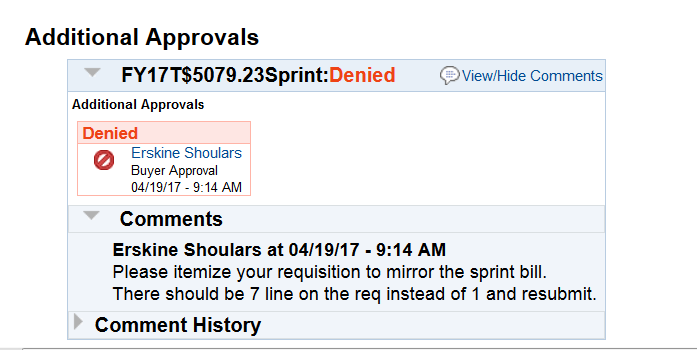 Additional Approvals
FY17T$5079.23Sprint:Denied View/Hide Comments
Additional Approvals
Denied
Erskine Shoulars
Buyer Approval
04/19/17 - 9:14 AM
Comments
Erskine Shoulars at 04/19/17 - 9:14 AM
Please itemize your requisition to mirror the sprint bill.
There should be 7 line on the req instead of 1 and resubmit.
Comment History